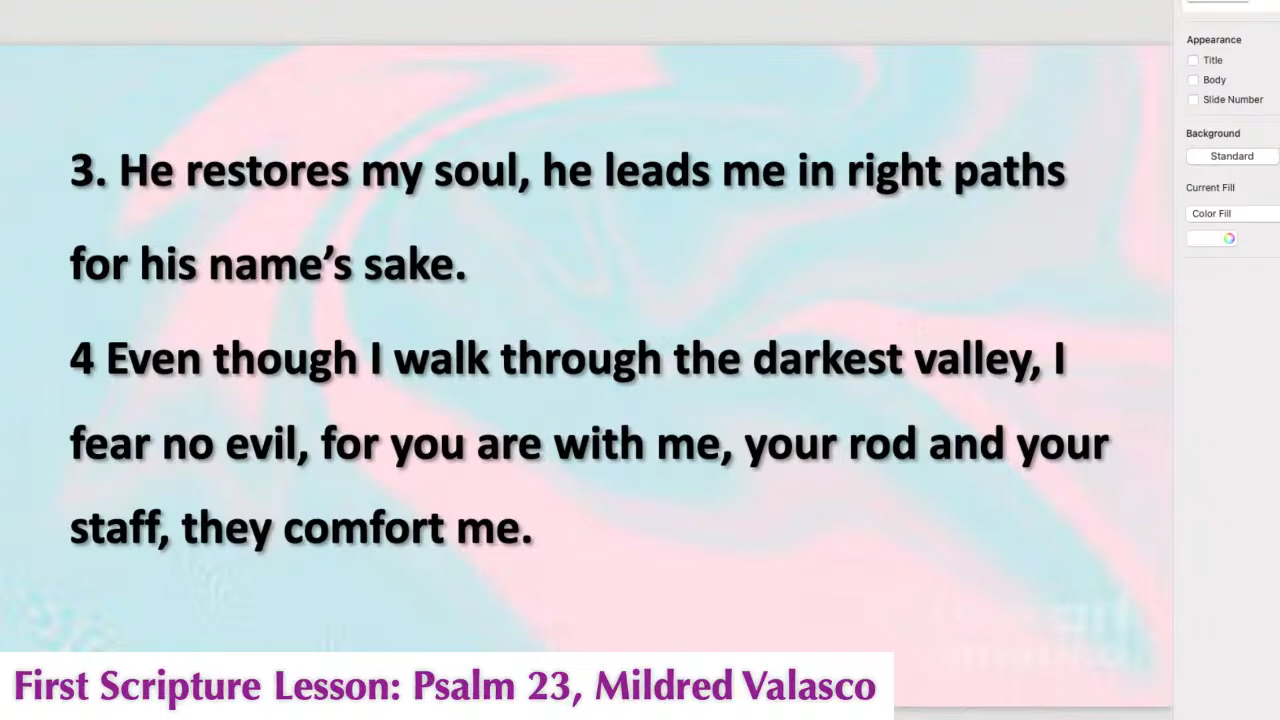 Appearance
Title
Body
Slide Number
Background
Standard
Current Fill
Color Fill
3. He restores my soul, he leads me in right paths
for his name’s sake.
4 Even though I walk through the darkest valley, I
fear no evil, for you are with me, your rod and your
staff, they comfort me.
First Scripture Lesson: Psalm 23, Mildred Valasco